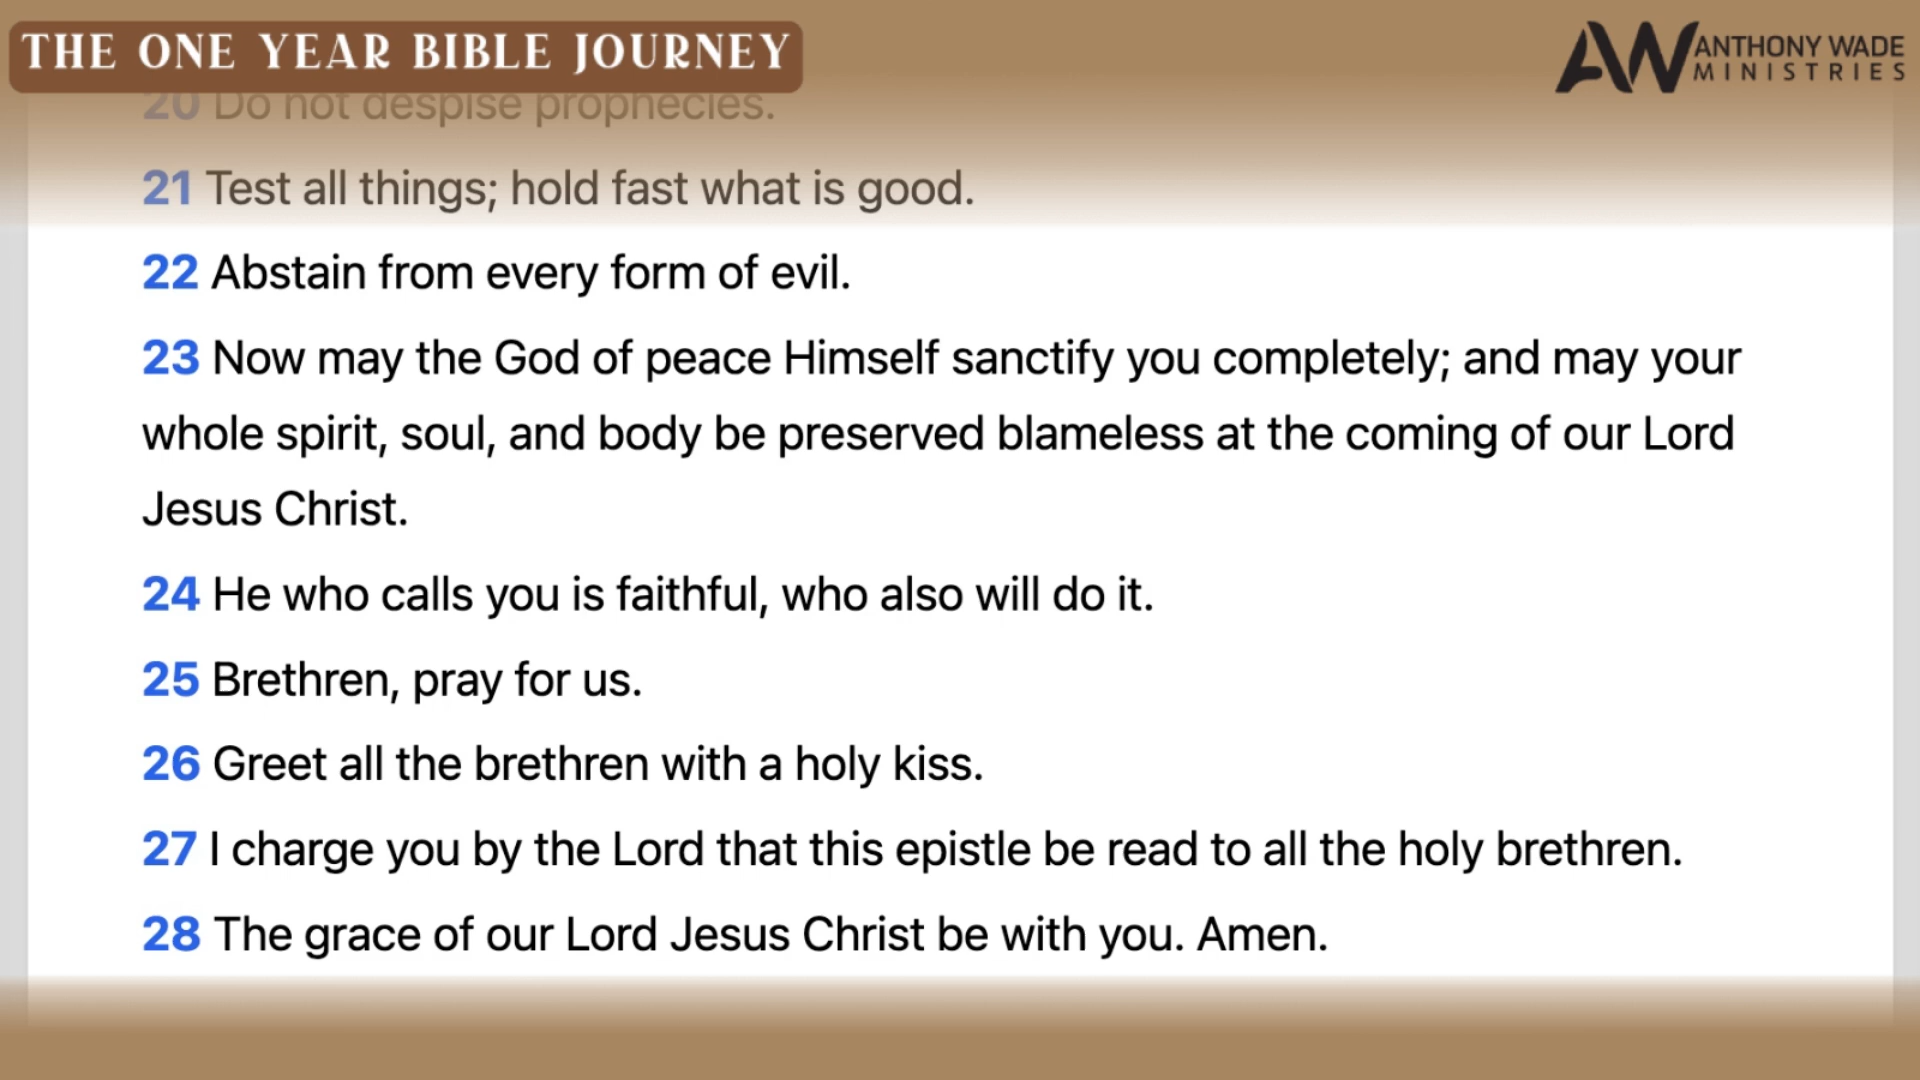 THE ONE YEAR BIBLE JOURNEY
AW ANTHONY WADE
MINISTRIES
20 Do not despise prophecies.
21 Test all things; hold fast what is good.
22 Abstain from every form of evil.
23 Now may the God of peace Himself sanctify you completely; and may your
whole spirit, soul, and body be preserved blameless at the coming of our Lord
Jesus Christ.
24 He who calls you is faithful, who also will do it.
25 Brethren, pray for us.
26 Greet all the brethren with a holy kiss.
27 I charge you by the Lord that this epistle be read to all the holy brethren.
28 The grace of our Lord Jesus Christ be with you. Amen.